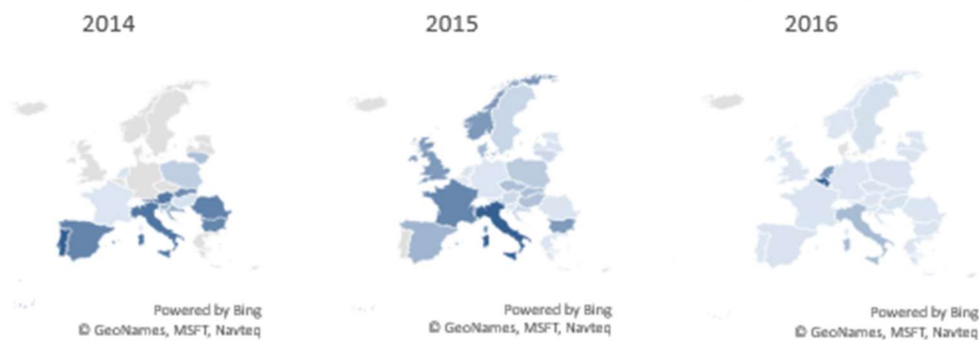 2014
2015
2016
Powered by Bing
© GeoNames, MSFT, Navteq
Powered by Bing
© GeoNames, MSFT, Navteq
Powered by Bing
© GeoNames, MSFT, Navteq